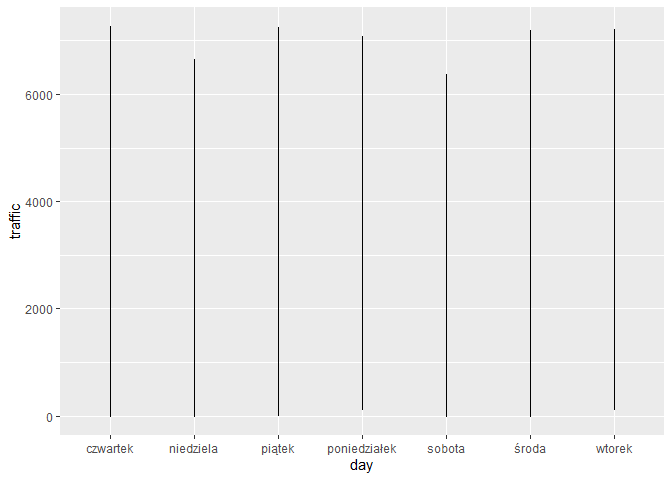 traffic
6000
4000
2000
0
czwartek niedziela piątek poniedziałek sobota środa wtorek
day